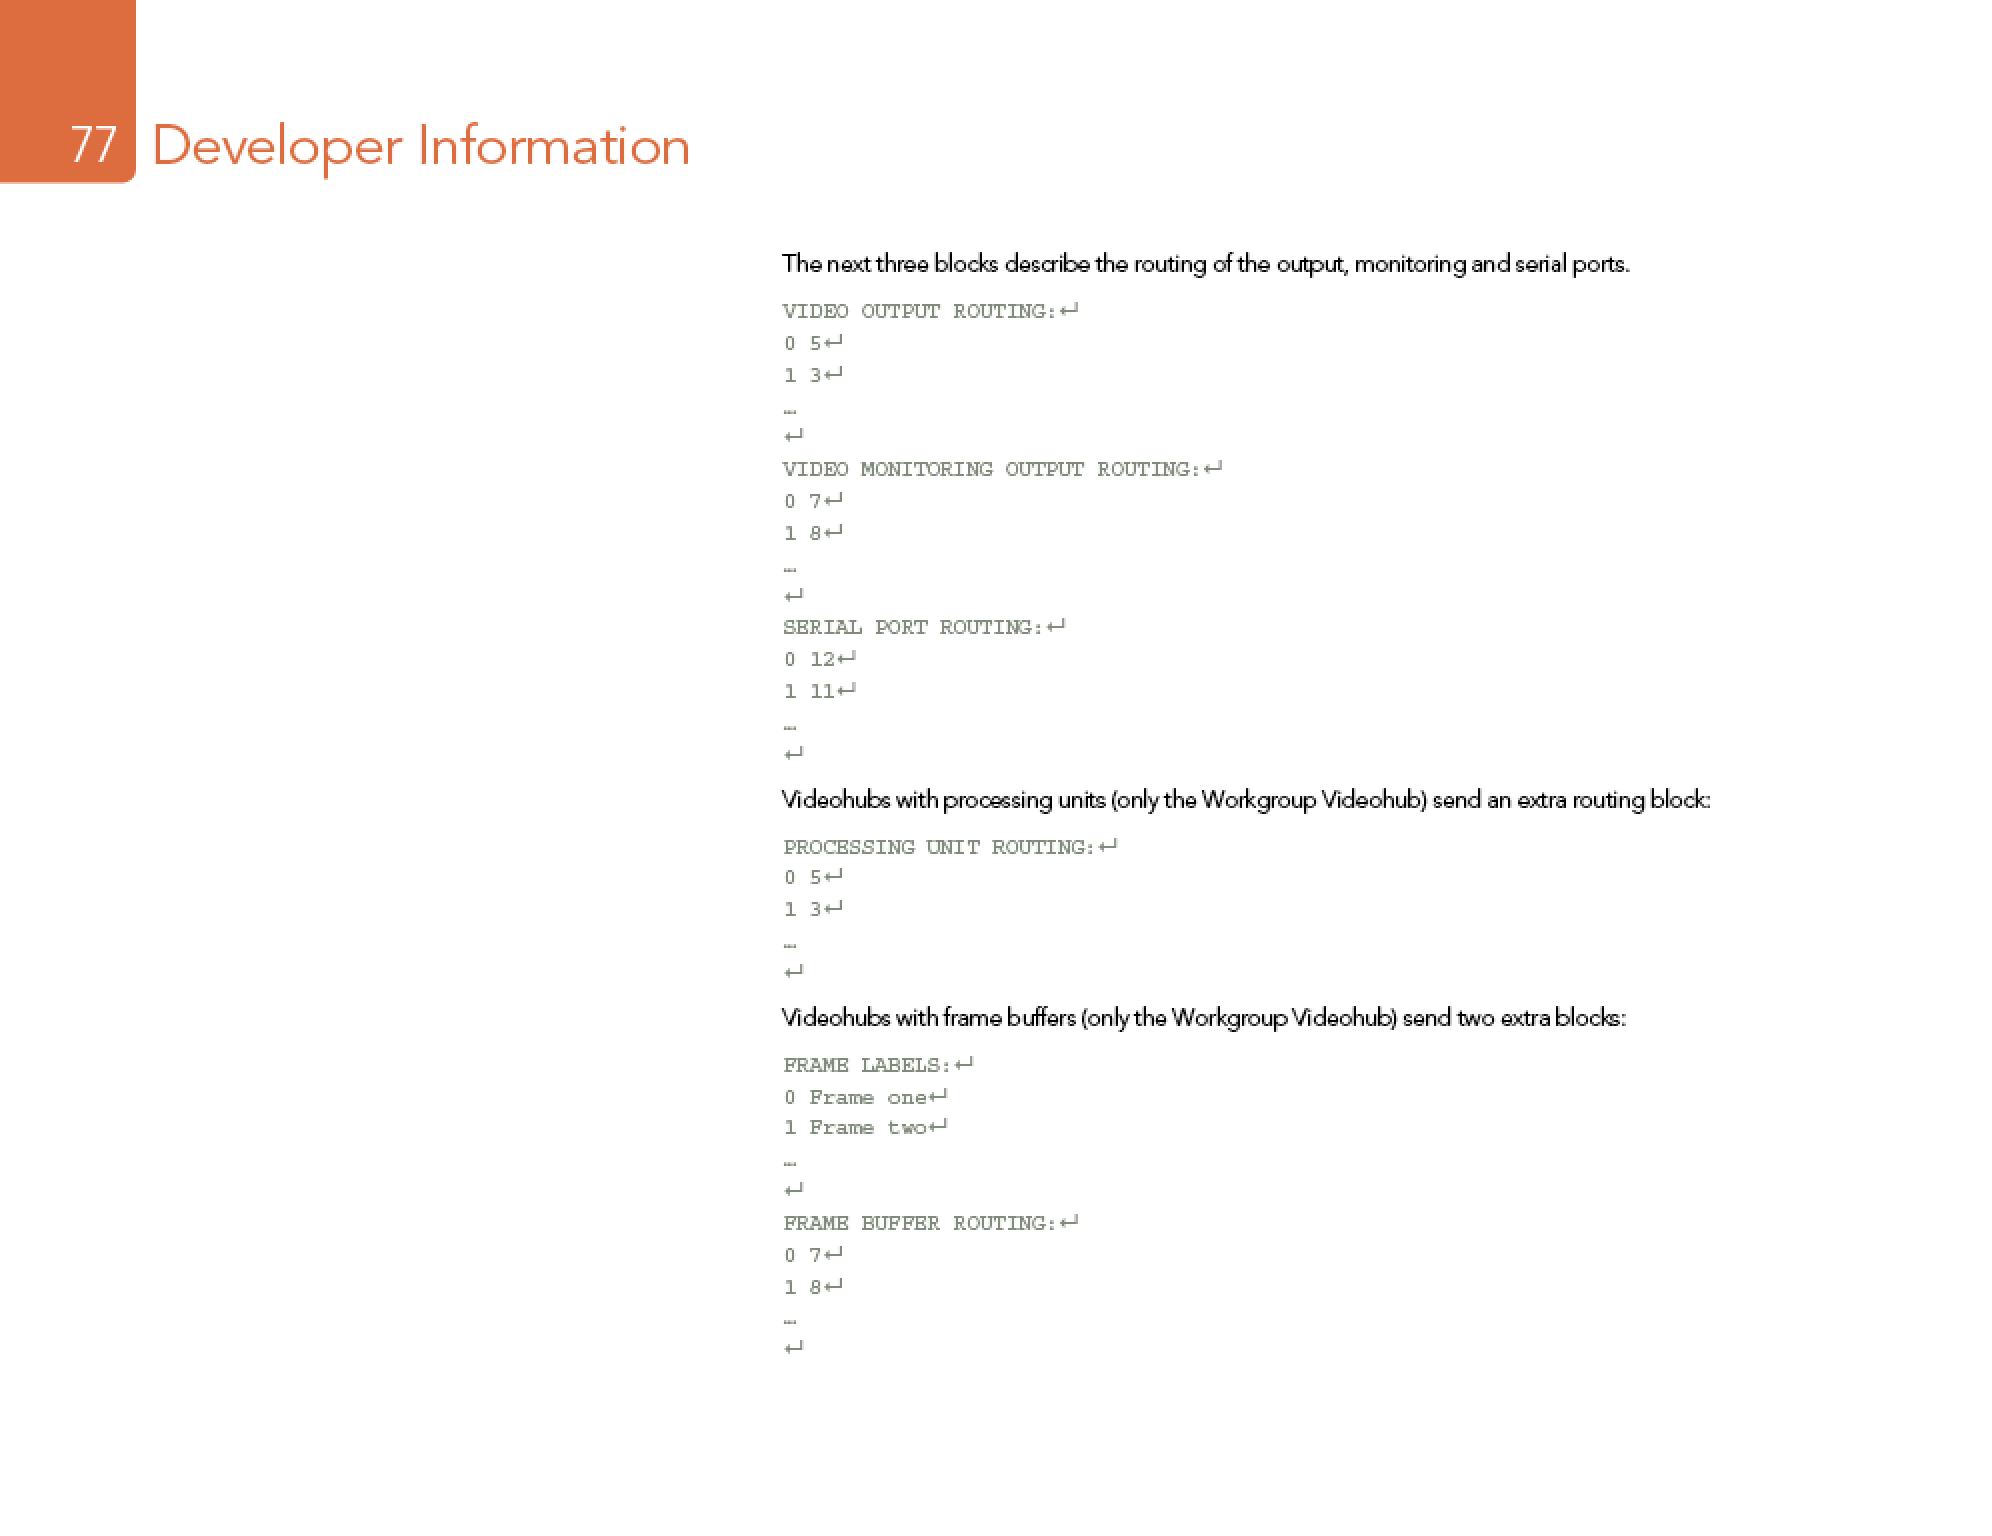 77 Developer Information
The next three blocks describe the routing of the output, monitoring and serial ports.
VIDEO OUTPUT ROUTING:↵
0 5↵
1 3↵
…
↵
VIDEO MONITORING OUTPUT ROUTING:↵
0 7↵
1 8↵
…
↵
SERIAL PORT ROUTING:↵
0 12↵
1 11↵
…
↵
Videohubs with processing units (only the Workgroup Videohub) send an extra routing block:
PROCESSING UNIT ROUTING:↵
0 5↵
1 3↵
…
↵
Videohubs with frame buffers (only the Workgroup Videohub) send two extra blocks:
FRAME LABELS:↵
0 Frame one↵
1 Frame two↵
…
↵
FRAME BUFFER ROUTING:↵
0 7↵
1 8↵
…
↵